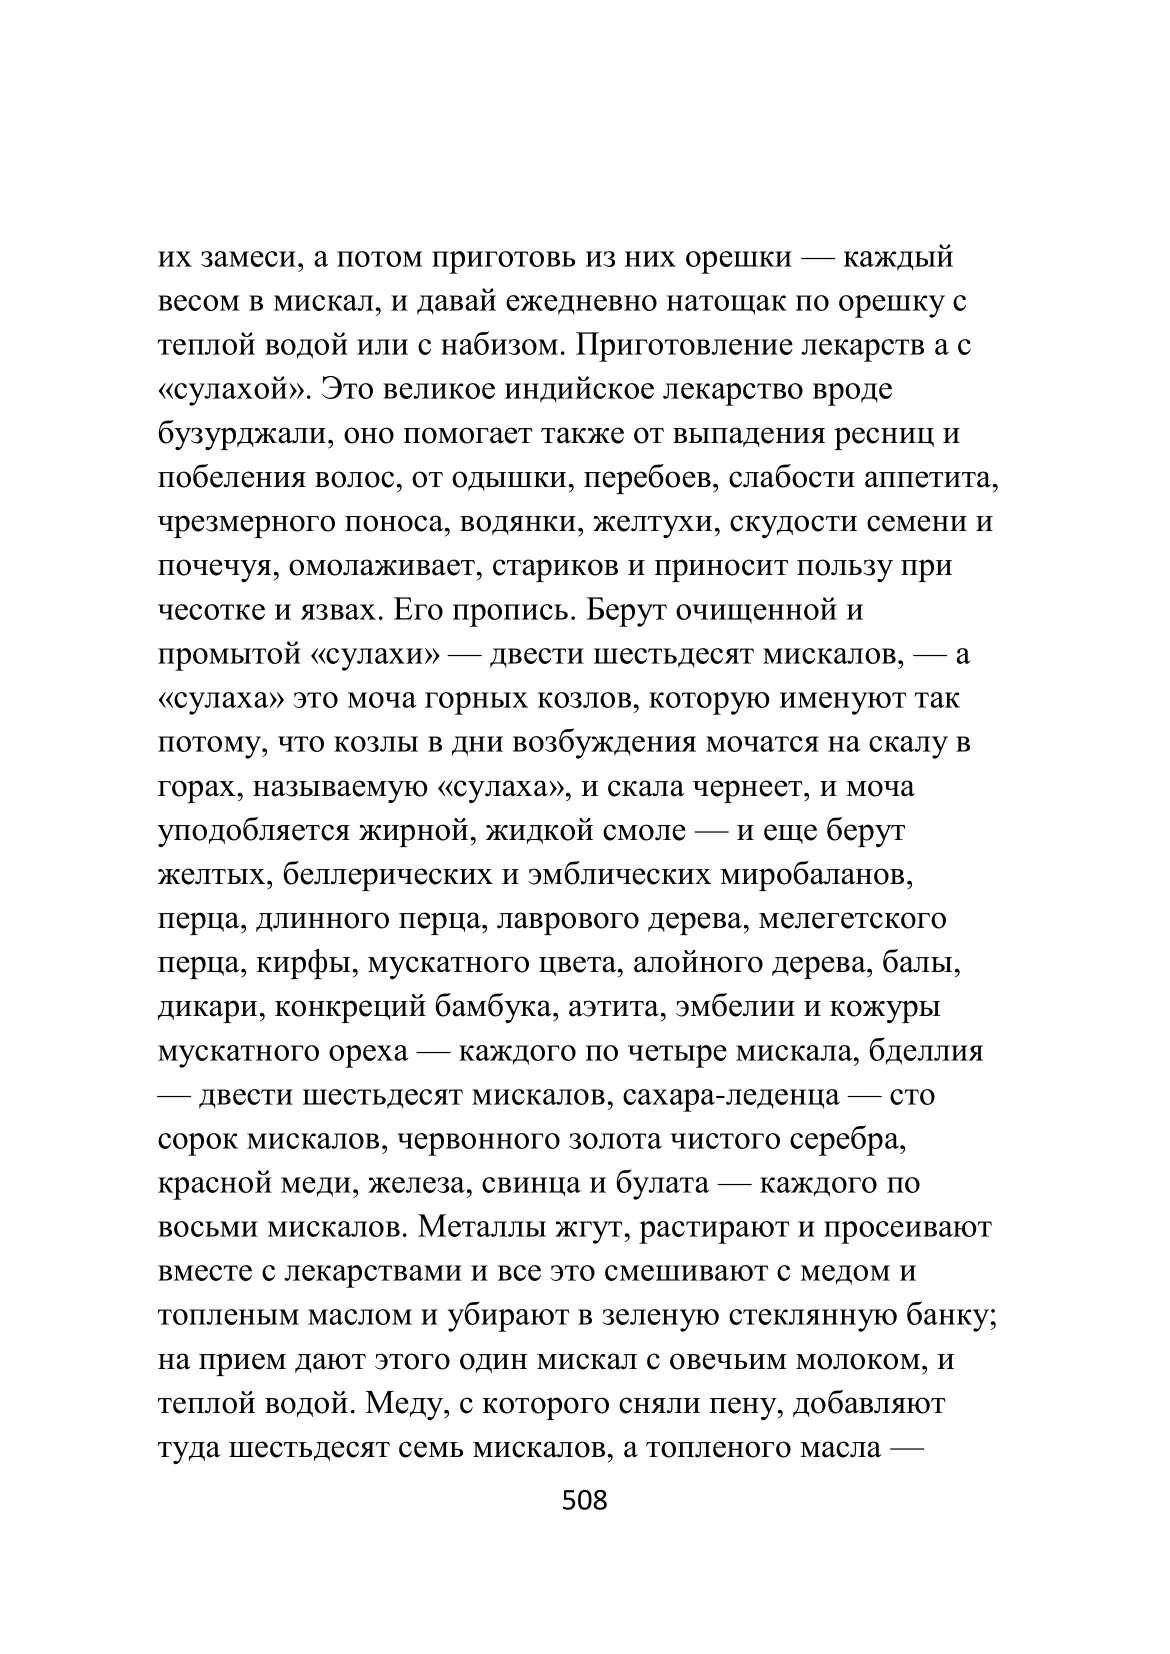 их замеси, а потом приготовь из них орешки — каждый
весом в мискал, и давай ежедневно натощак по орешку с
теплой водой или с набизом. Приготовление лекарств а с
«сулахой». Это великое индийское лекарство вроде
бузурджали, оно помогает также от выпадения ресниц и
побеления волос, от одышки, перебоев, слабости аппетита,
чрезмерного поноса, водянки, желтухи, скудости семени и
почечуя, омолаживает, стариков и приносит пользу при
чесотке и язвах. Его пропись. Берут очищенной и
промытой «сулахи» — двести шестьдесят мискалов, — а
«сулаха» это моча горных козлов, которую именуют так
потому, что козлы в дни возбуждения мочатся на скалу в
горах, называемую «сулаха», и скала чернеет, и моча
уподобляется жирной, жидкой смоле — и еще берут
желтых, беллерических и эмблических миробаланов,
перца, длинного перца, лаврового дерева, мелегетского
перца, кирфы, мускатного цвета, алойного дерева, балы,
дикари, конкреций бамбука, аэтита, эмбелии и кожуры
мускатного ореха — каждого по четыре мискала, бделлия
— двести шестьдесят мискалов, сахара-леденца — сто
сорок мискалов, червонного золота чистого серебра,
красной меди, железа, свинца и булата — каждого по
восьми мискалов. Металлы жгут, растирают и просеивают
вместе с лекарствами и все это смешивают с медом и
топленым маслом и убирают в зеленую стеклянную банку;
на прием дают этого один мискал с овечьим молоком, и
теплой водой. Меду, с которого сняли пену, добавляют
туда шестьдесят семь мискалов, а топленого масла —
508